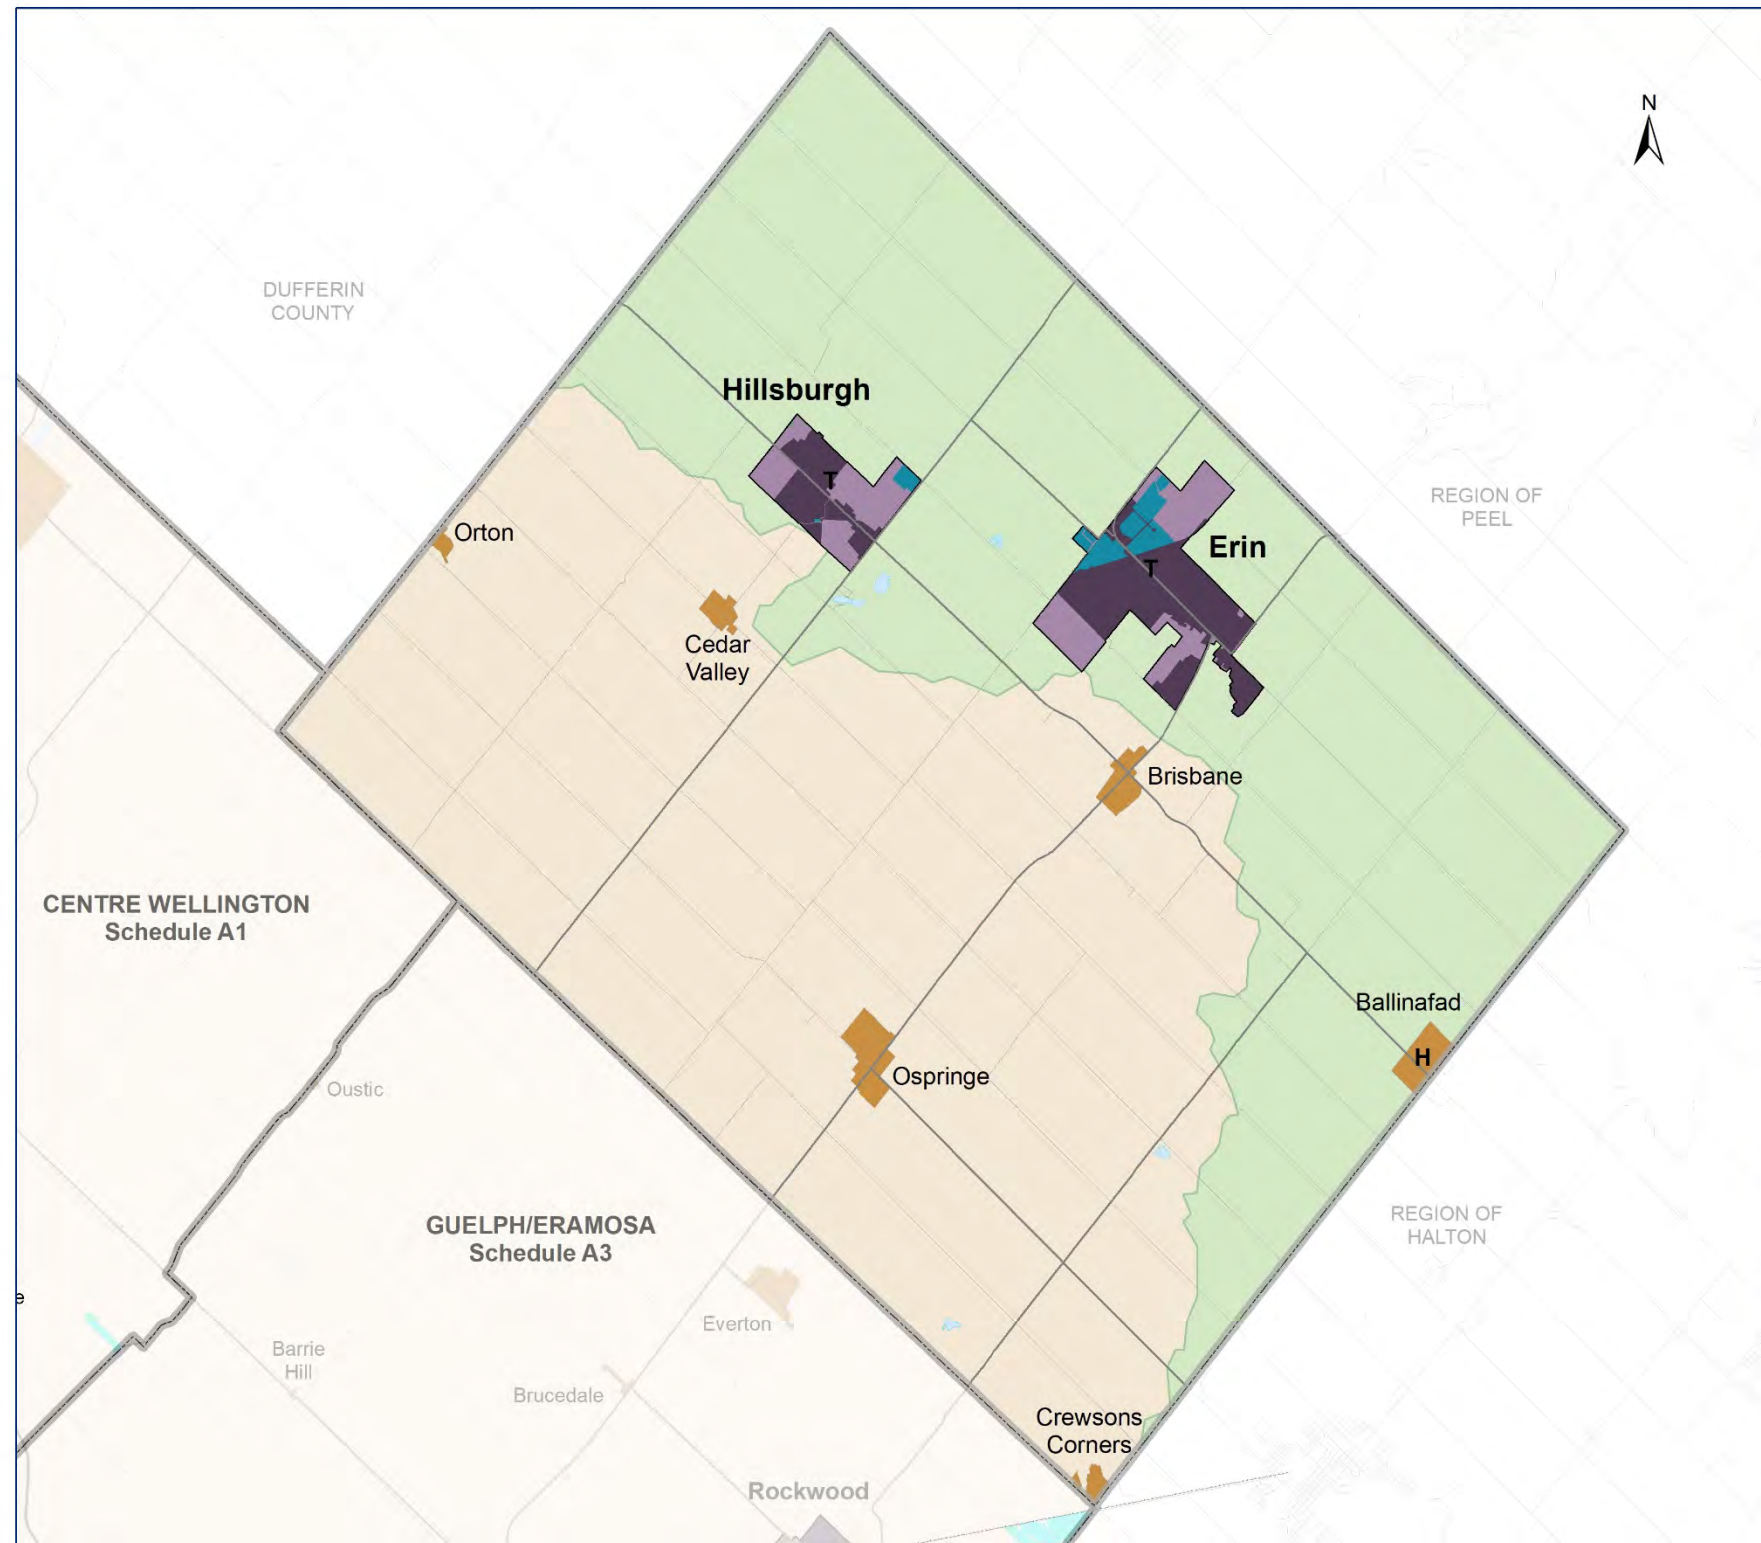 N
DUFFERIN
COUNTY
Hillsburgh
T
REGION OF
PEEL
Orton
Erin
T
Cedar
Valley
Brisbane
CENTRE WELLINGTON
Schedule A1
Ballinafad
H
Ospringe
Oustic
GUELPH/ERAMOSA
Schedule A3
REGION OF
HALTON
e
Everton
Barrie
Hill
Brucedale
Crewsons
Corners
Rockwood